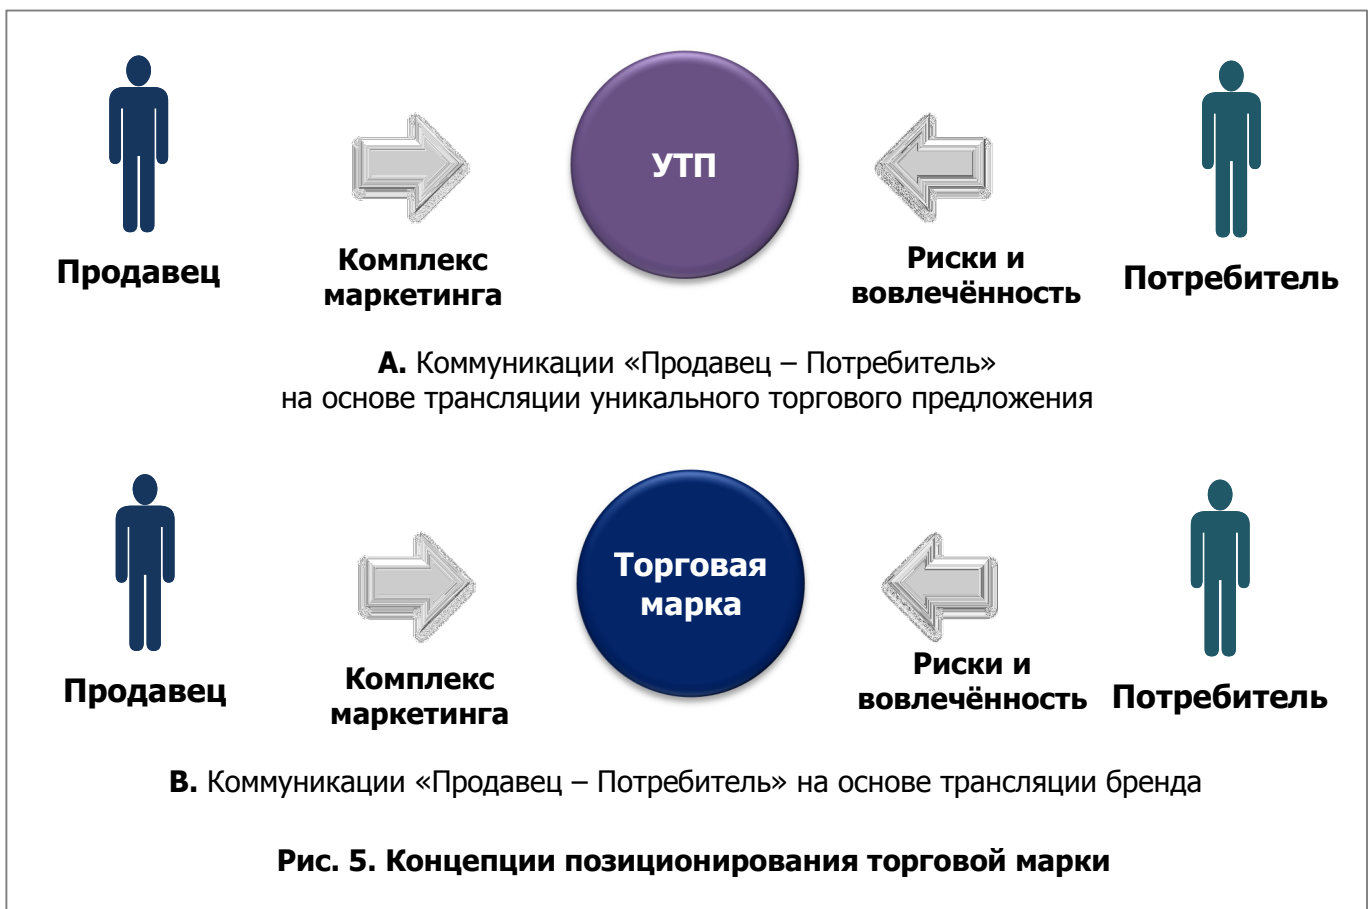 УТП
Продавец
Комплекс
маркетинга
Риски и
вовлечённость
Потребитель
A. Коммуникации «Продавец – Потребитель»
на основе трансляции уникального торгового предложения
Торговая
марка
Продавец
Комплекс
маркетинга
Риски и
вовлечённость
Потребитель
B. Коммуникации «Продавец – Потребитель» на основе трансляции бренда
Рис. 5. Концепции позиционирования торговой марки